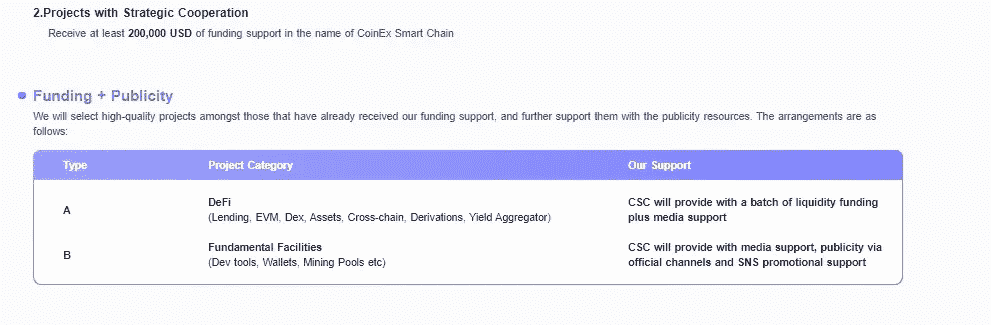 2.Projects with Strategic Cooperation
Receive at least 200,000 USD of funding support in the name of CoinEx Smart Chain
Funding + Publicity
We will select high-quality projects amongst those that have already received our funding support, and further support them with the publicity resources. The arrangements are as
follows:
Type Project Category Our Support
A
DeFi
(Lending, EVM, Dex, Assets, Cross-chain, Derivations, Yield Aggregator)
CSC will provide with a batch of liquidity funding
plus media support
B
Fundamental Facilities
(Dev tools, Wallets, Mining Pools etc)
CSC will provide with media support, publicity via
official channels and SNS promotional support